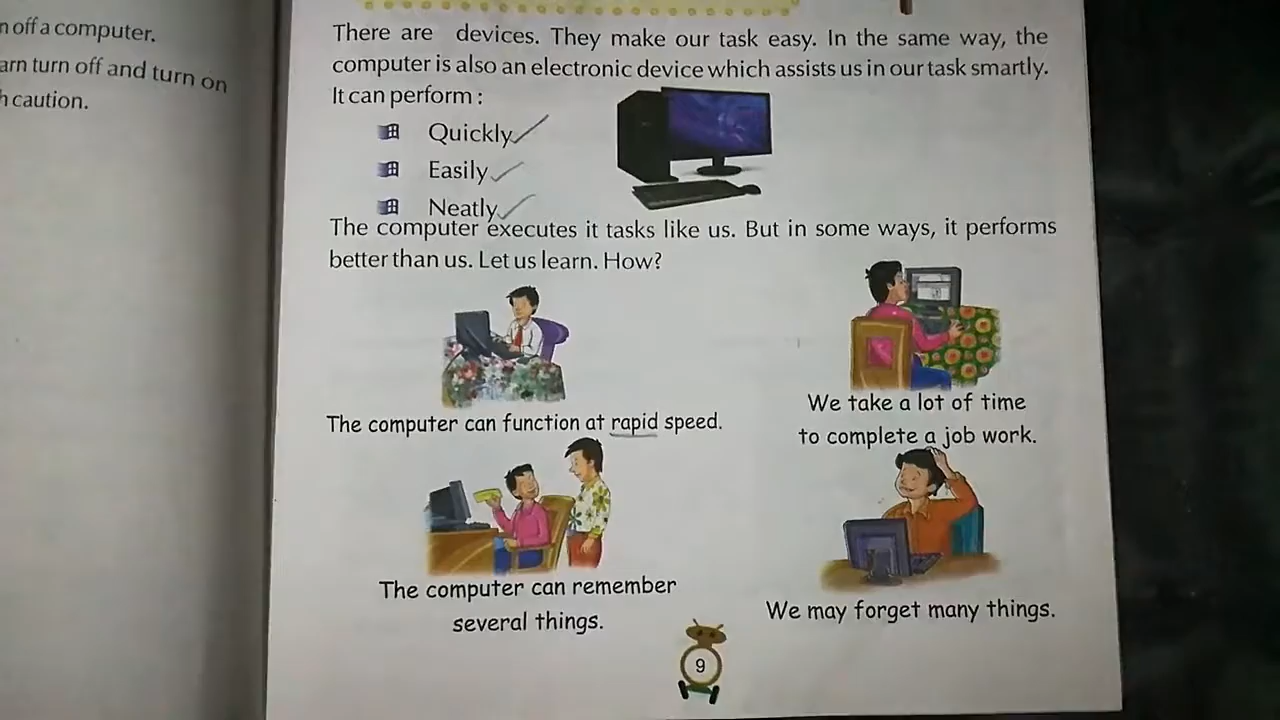 n off a computer.
arn turn off and turn on
h caution.
There are devices. They make our task easy. In the same way, the
computer is also an electronic device which assists us in our task smartly.
It can perform :
Quickly
Easily
Neatly
The computer executes it tasks like us. But in some ways, it performs
better than us. Let us learn. How?
The computer can function at rapid speed.
We take a lot of time
to complete a job work.
The computer can remember
several things.
We may forget many things.
9